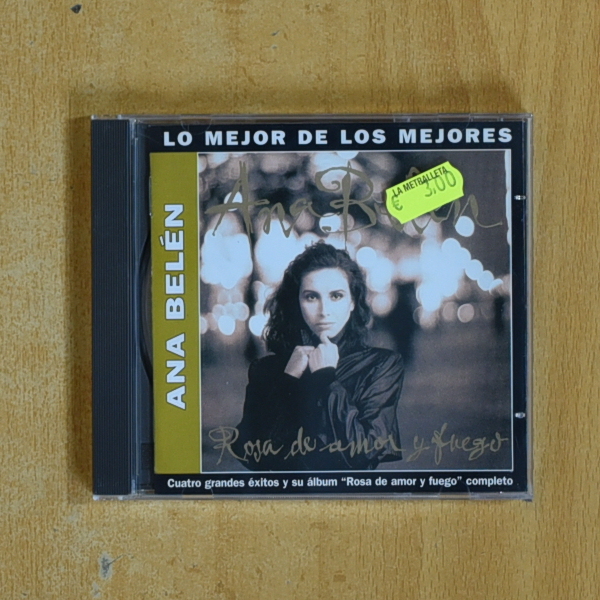 LO MEJOR DE LOS MEJORES
ANA BELÉN
Ana Belén
LA METRALLETA
€ 3,00
Rosa de amor y fuego
Cuatro grandes éxitos y su álbum “Rosa de amor y fuego” completo